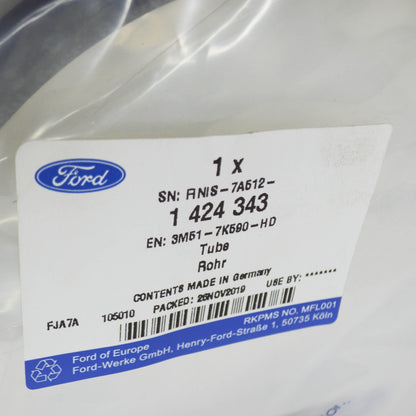 Ford
1 x
SN: FNIS-7A512-
1 424 343
EN: 3M51-7K590-HD
Tube
Rohr
CONTENTS MADE IN Germany
FJA7A 105010 PACKED: 26NOV2019 USE BY: *******
RKPMS NO. MFL001
Ford of Europe
Ford-Werke GmbH, Henry-Ford-Straße 1, 50735 Köln